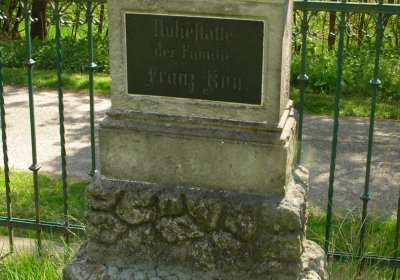 Ruhestätte
der Familie
Franz